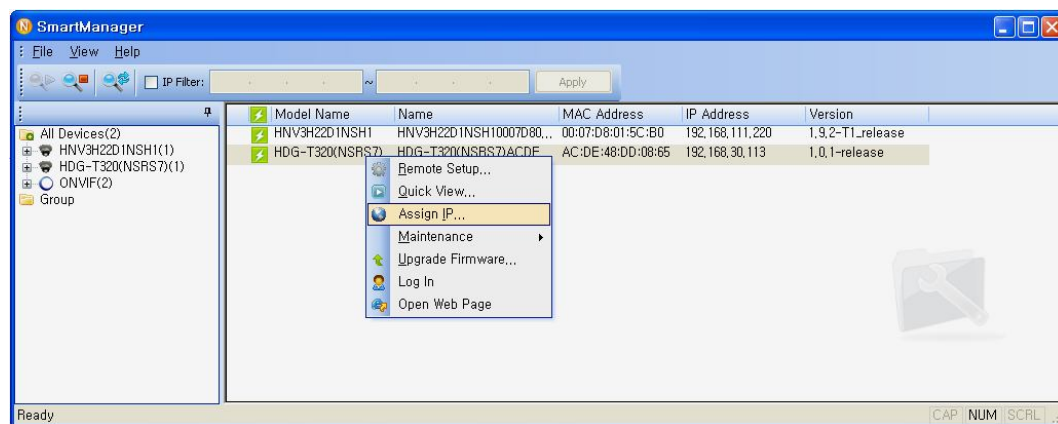 SmartManager
File View Help
IP Filter: . . . ~ . . . Apply
Model Name Name MAC Address IP Address Version
All Devices(2)
HNV3H22D1NSH1(1)
HDG-T320(NSRS7)(1)
ONVIF(2)
Group
HNV3H22D1NSH1 HNV3H22D1NSH10007D80... 00:07:D8:01:5C:B0 192,168,111,220 1,9,2-T1_release
HDG-T320(NSRS7) HDG-T320(NSRS7)ACDE AC:DE:48:DD:08:65 192,168,30,113 1,0,1-release
Remote Setup...
Quick View...
Assign IP...
Maintenance
Upgrade Firmware...
Log In
Open Web Page
Ready CAP NUM SCRL